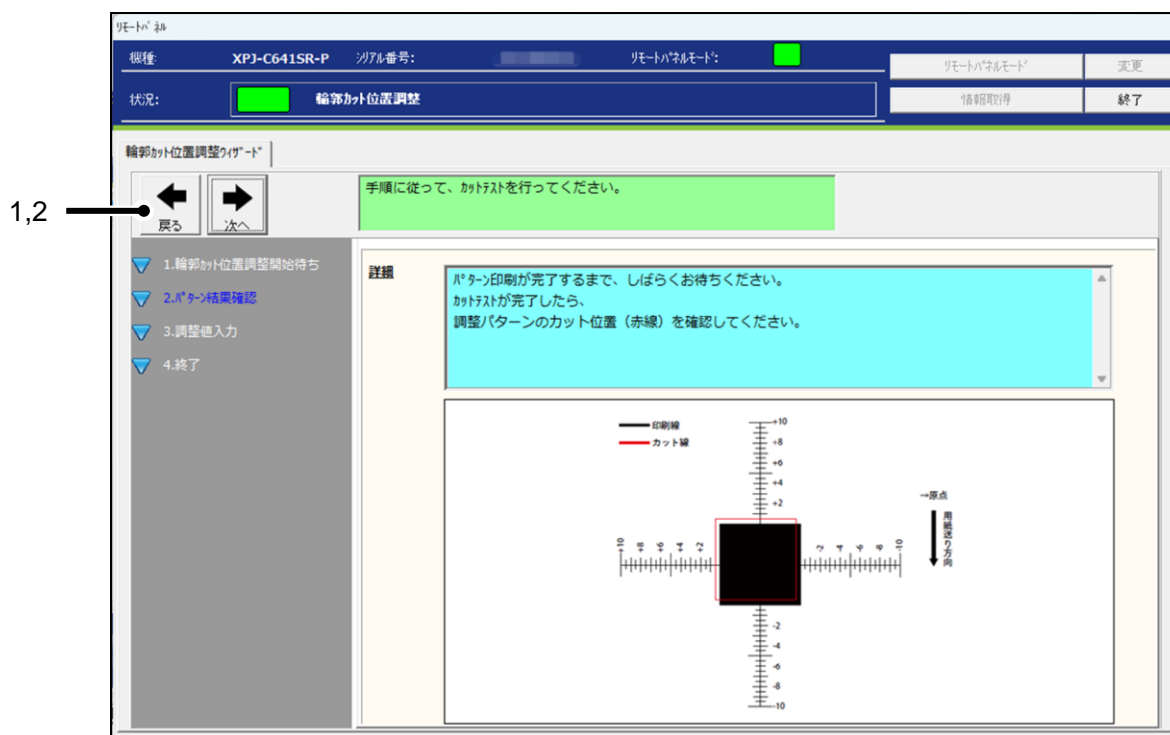 ﾘﾓｰﾄﾊﾟﾈﾙ
機種: XPJ-C641SR-P ｼﾘｱﾙ番号: ﾘﾓｰﾄﾊﾟﾈﾙﾓｰﾄﾞ:
ﾘﾓｰﾄﾊﾟﾈﾙﾓｰﾄﾞ 変更
状況: 輪郭ｶｯﾄ位置調整
情報取得 終了
輪郭ｶｯﾄ位置調整ｳｨｻﾞｰﾄﾞ
1,2
戻る 次へ
手順に従って、ｶｯﾄﾃｽﾄを行ってください。
1.輪郭ｶｯﾄ位置調整開始待ち
2.ﾊﾟﾀｰﾝ結果確認
3.調整値入力
4.終了
詳細
ﾊﾟﾀｰﾝ印刷が完了するまで、しばらくお待ちください。
ｶｯﾄﾃｽﾄが完了したら、
調整パターンのカット位置（赤線）を確認してください。
印刷線
カット線
+10
+8
+6
+4
+2
+10 +8 +6 +4 +2
-2 -4 -6 -8 -10
-2
-4
-6
-8
-10
→原点
用紙送り方向